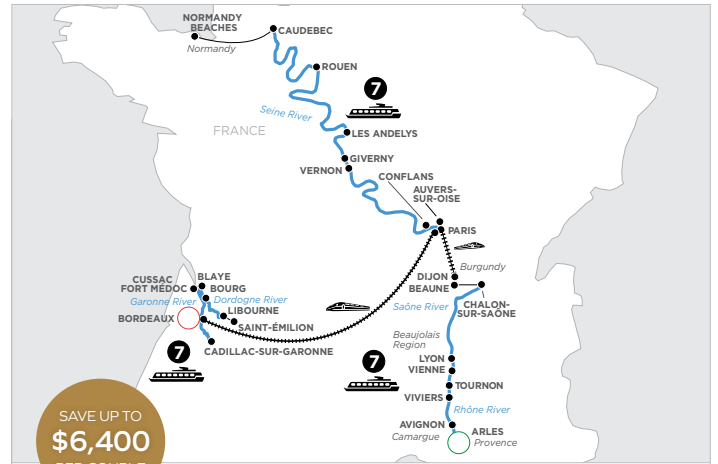 NORMANDY
BEACHES
Normandy
CAUDEBEC
ROUEN
7
Seine River
FRANCE
LES ANDELYS
GIVERNY
VERNON
CONFLANS
AUVERS-
SUR-OISE
PARIS
Burgundy
DIJON
BEAUNE
CUSSAC
FORT MÉDOC
BLAYE
BOURG
Garonne River
Dordogne River
LIBOURNE
BORDEAUX
SAINT-ÉMILION
CADILLAC-SUR-GARONNE
7
Saône River
CHALON-
SUR-SAÔNE
Beaujolais
Region
7
LYON
VIENNE
TOURNON
VIVIERS
Rhône River
AVIGNON
Camargue
ARLES
Provence
SAVE UP TO
$6,400
PER COUPLE